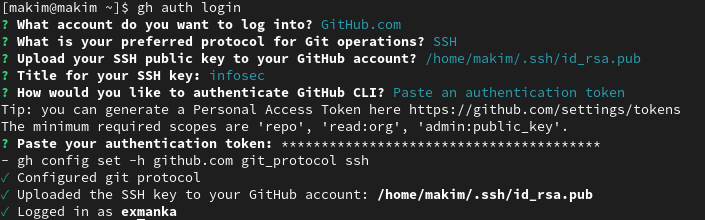 [makim@makim ~]$ gh auth login
? What account do you want to log into? GitHub.com
? What is your preferred protocol for Git operations? SSH
? Upload your SSH public key to your GitHub account? /home/makim/.ssh/id_rsa.pub
? Title for your SSH key: infosec
? How would you like to authenticate GitHub CLI? Paste an authentication token
Tip: you can generate a Personal Access Token here https://github.com/settings/tokens
The minimum required scopes are 'repo', 'read:org', 'admin:public_key'.
? Paste your authentication token: ****************************************
- gh config set -h github.com git_protocol ssh
✓ Configured git protocol
✓ Uploaded the SSH key to your GitHub account: /home/makim/.ssh/id_rsa.pub
✓ Logged in as exmanka